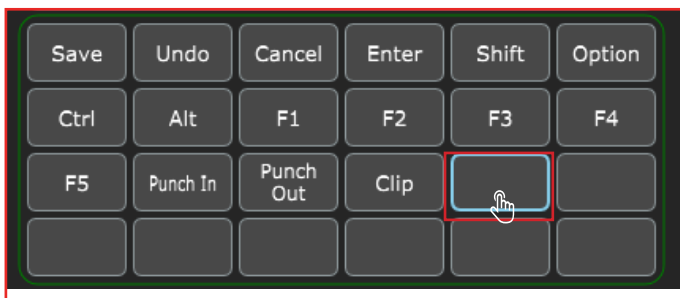 Save
Undo
Cancel
Enter
Shift
Option
Ctrl
Alt
F1
F2
F3
F4
F5
Punch In
Punch
Out
Clip